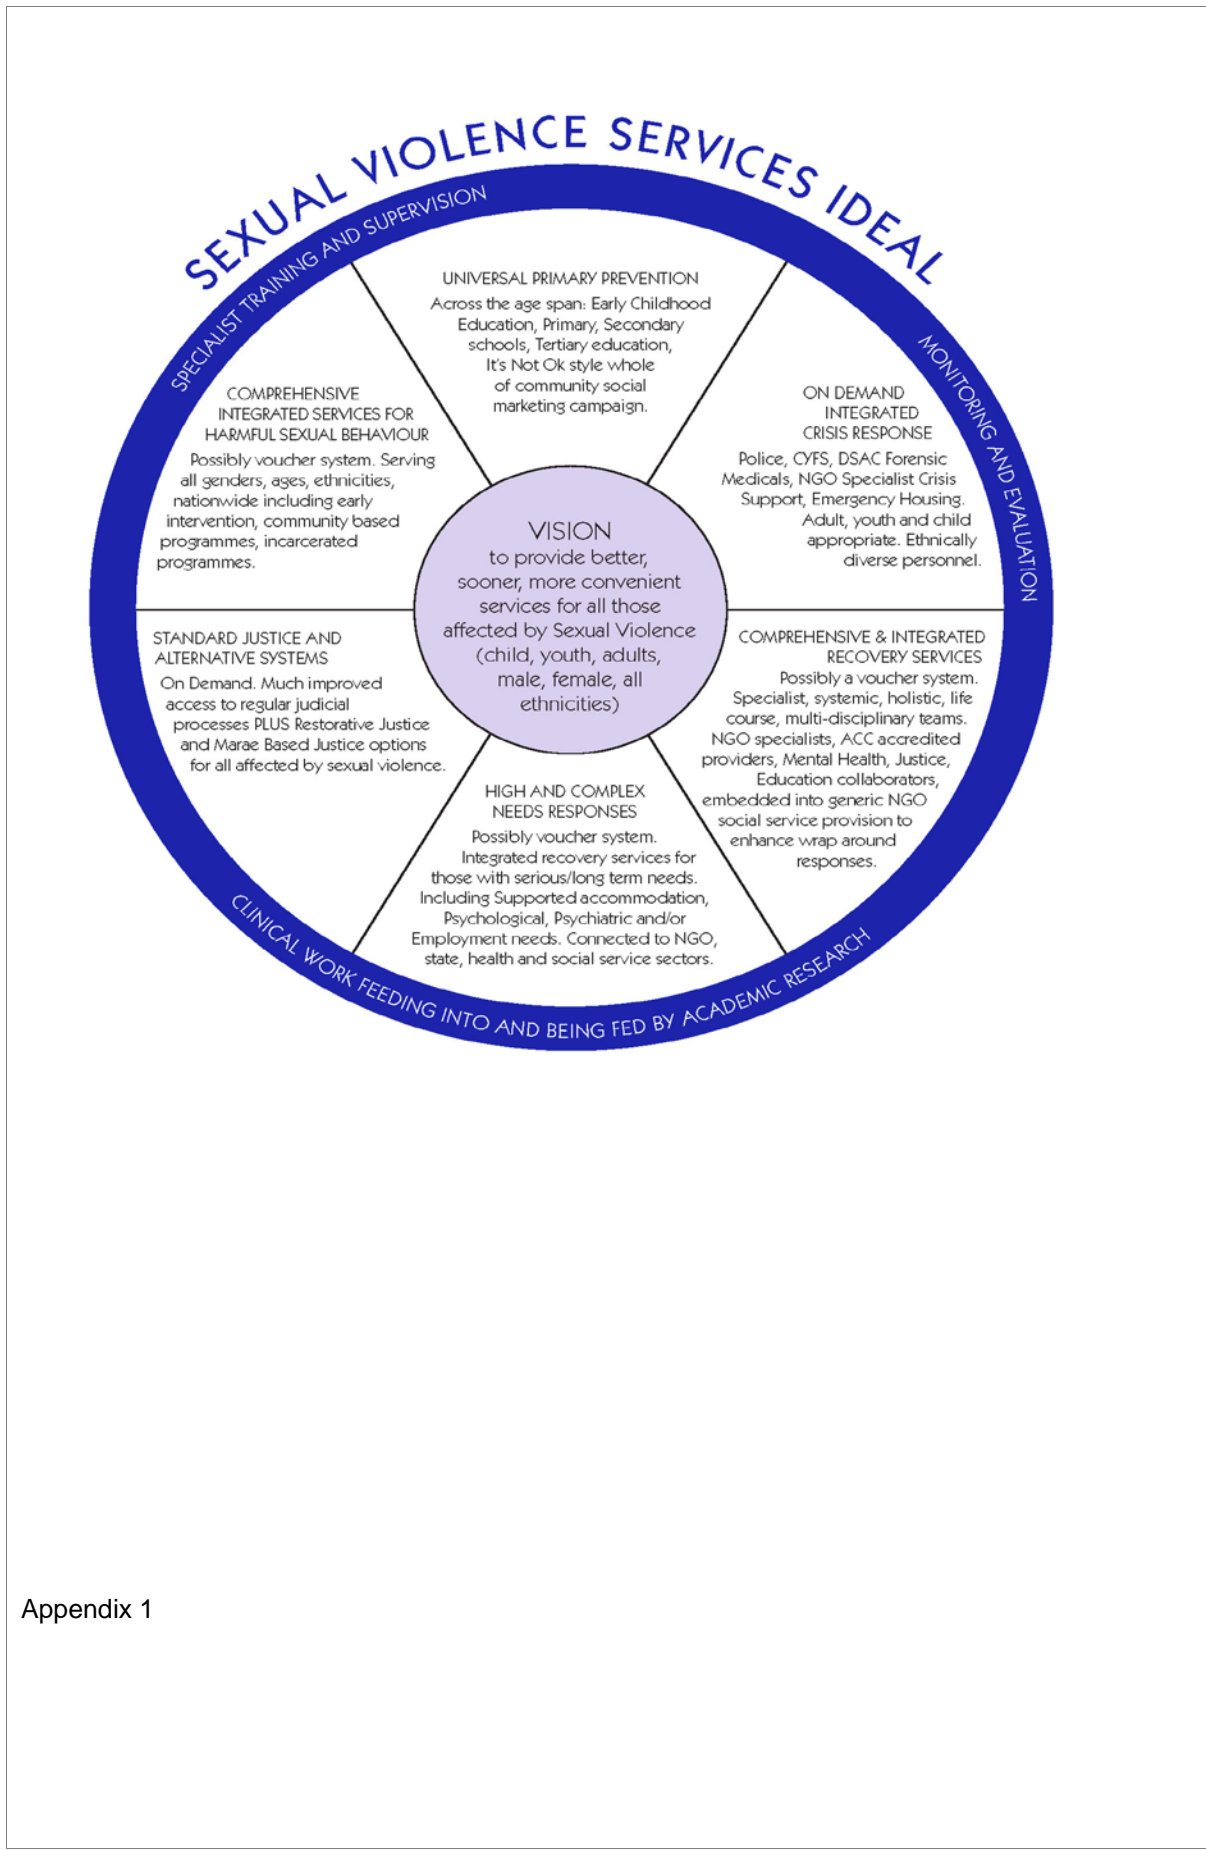 SEXUAL VIOLENCE SERVICES IDEAL
SPECIALIST TRAINING AND SUPERVISION
MONITORING AND EVALUATION
CLINICAL WORK FEEDING INTO AND BEING FED BY ACADEMIC RESEARCH
UNIVERSAL PRIMARY PREVENTION
Across the age span: Early Childhood
Education, Primary, Secondary
schools, Tertiary education,
It's Not Ok style whole
of community social
marketing campaign.
ON DEMAND
INTEGRATED
CRISIS RESPONSE
Police, CYFS, DSAC Forensic
Medicals, NGO Specialist Crisis
Support, Emergency Housing.
Adult, youth and child
appropriate. Ethnically
diverse personnel.
COMPREHENSIVE & INTEGRATED
RECOVERY SERVICES
Possibly a voucher system.
Specialist, systemic, holistic, life
course, multi-disciplinary teams.
NGO specialists, ACC accredited
providers, Mental Health, Justice,
Education collaborators,
embedded into generic NGO
social service provision to
enhance wrap around
responses.
HIGH AND COMPLEX
NEEDS RESPONSES
Possibly voucher system.
Integrated recovery services for
those with serious/long term needs.
Including Supported accommodation,
Psychological, Psychiatric and/or
Employment needs. Connected to NGO,
state, health and social service sectors.
STANDARD JUSTICE AND
ALTERNATIVE SYSTEMS
On Demand. Much improved
access to regular judicial
processes PLUS Restorative Justice
and Marae Based Justice options
for all affected by sexual violence.
COMPREHENSIVE
INTEGRATED SERVICES FOR
HARMFUL SEXUAL BEHAVIOUR
Possibly voucher system. Serving
all genders, ages, ethnicities,
nationwide including early
intervention, community based
programmes, incarcerated
programmes.
VISION
to provide better,
sooner, more convenient
services for all those
affected by Sexual Violence
(child, youth, adults,
male, female, all
ethnicities)
Appendix 1